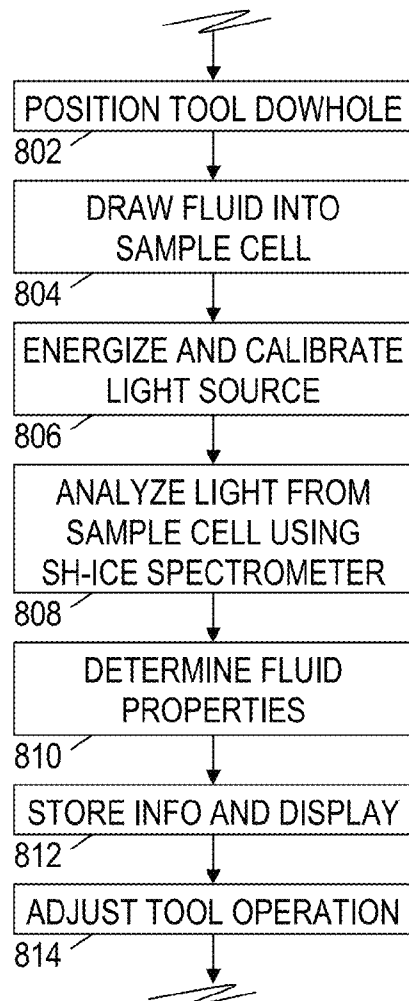 POSITION TOOL DOWHOLE
802
DRAW FLUID INTO
SAMPLE CELL
804
ENERGIZE AND CALIBRATE
LIGHT SOURCE
806
ANALYZE LIGHT FROM
SAMPLE CELL USING
SH-ICE SPECTROMETER
808
DETERMINE FLUID
PROPERTIES
810
STORE INFO AND DISPLAY
812
ADJUST TOOL OPERATION
814